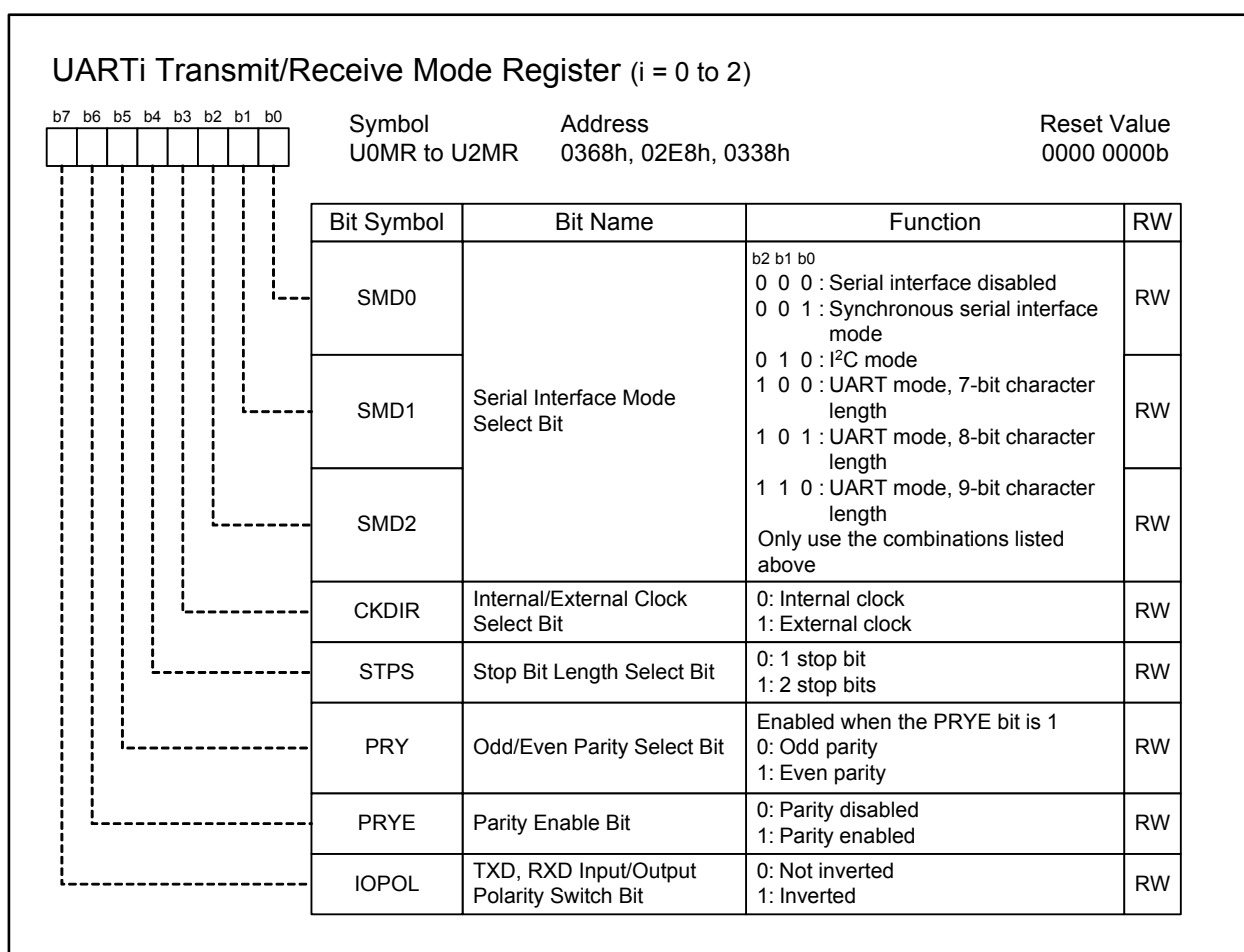 UARTi Transmit/Receive Mode Register (i = 0 to 2)
b7 b6 b5 b4 b3 b2 b1 b0
Symbol Address Reset Value
U0MR to U2MR 0368h, 02E8h, 0338h 0000 0000b
Bit Symbol Bit Name Function RW
SMD0
SMD1
SMD2
Serial Interface Mode
Select Bit
b2 b1 b0
0 0 0 : Serial interface disabled
0 0 1 : Synchronous serial interface
mode
0 1 0 : I²C mode
1 0 0 : UART mode, 7-bit character
length
1 0 1 : UART mode, 8-bit character
length
1 1 0 : UART mode, 9-bit character
length
Only use the combinations listed
above
RW
RW
RW
CKDIR
Internal/External Clock
Select Bit
0: Internal clock
1: External clock
RW
STPS
Stop Bit Length Select Bit
0: 1 stop bit
1: 2 stop bits
RW
PRY
Odd/Even Parity Select Bit
Enabled when the PRYE bit is 1
0: Odd parity
1: Even parity
RW
PRYE
Parity Enable Bit
0: Parity disabled
1: Parity enabled
RW
IOPOL
TXD, RXD Input/Output
Polarity Switch Bit
0: Not inverted
1: Inverted
RW